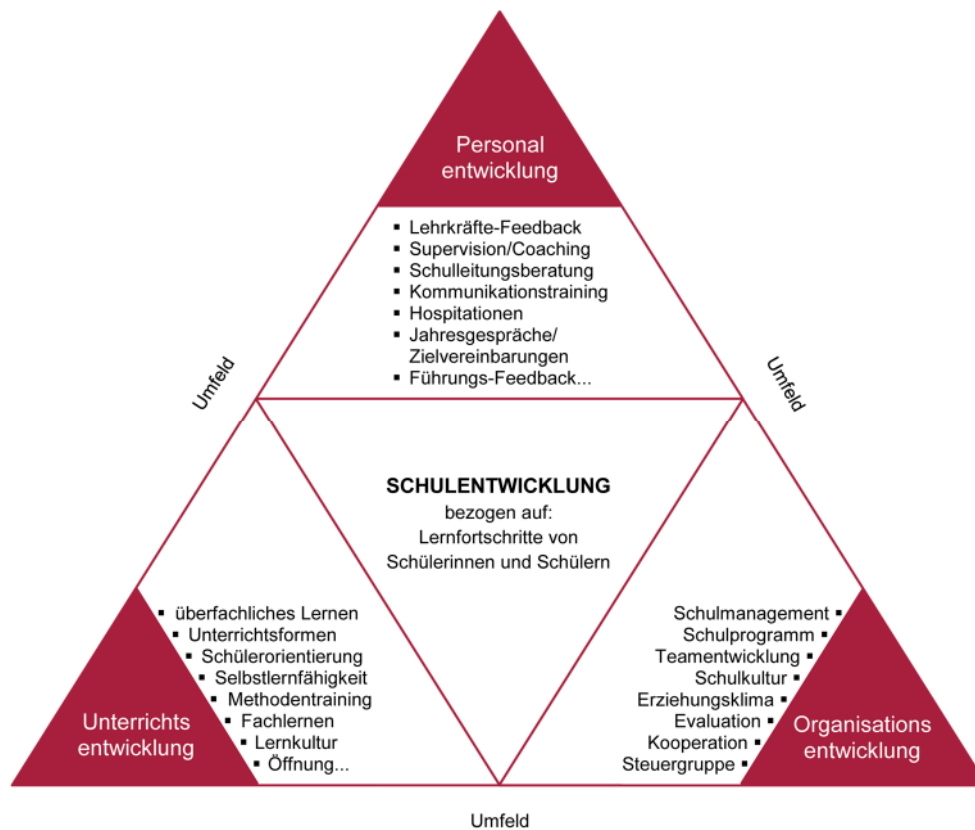 Personal
entwicklung
▪ Lehrkräfte-Feedback
▪ Supervision/Coaching
▪ Schulleitungsberatung
▪ Kommunikationstraining
▪ Hospitationen
▪ Jahresgespräche/
Zielvereinbarungen
▪ Führungs-Feedback...
Umfeld
Umfeld
SCHULENTWICKLUNG
bezogen auf:
Lernfortschritte von
Schülerinnen und Schülern
▪ überfachliches Lernen
▪ Unterrichtsformen
▪ Schülerorientierung
▪ Selbstlernfähigkeit
▪ Methodentraining
▪ Fachlernen
▪ Lernkultur
▪ Öffnung...
Unterrichts
entwicklung
Schulmanagement ▪
Schulprogramm ▪
Teamentwicklung ▪
Schulkultur ▪
Erziehungsklima ▪
Evaluation ▪
Kooperation ▪
Steuergruppe ▪
Organisations
entwicklung
Umfeld